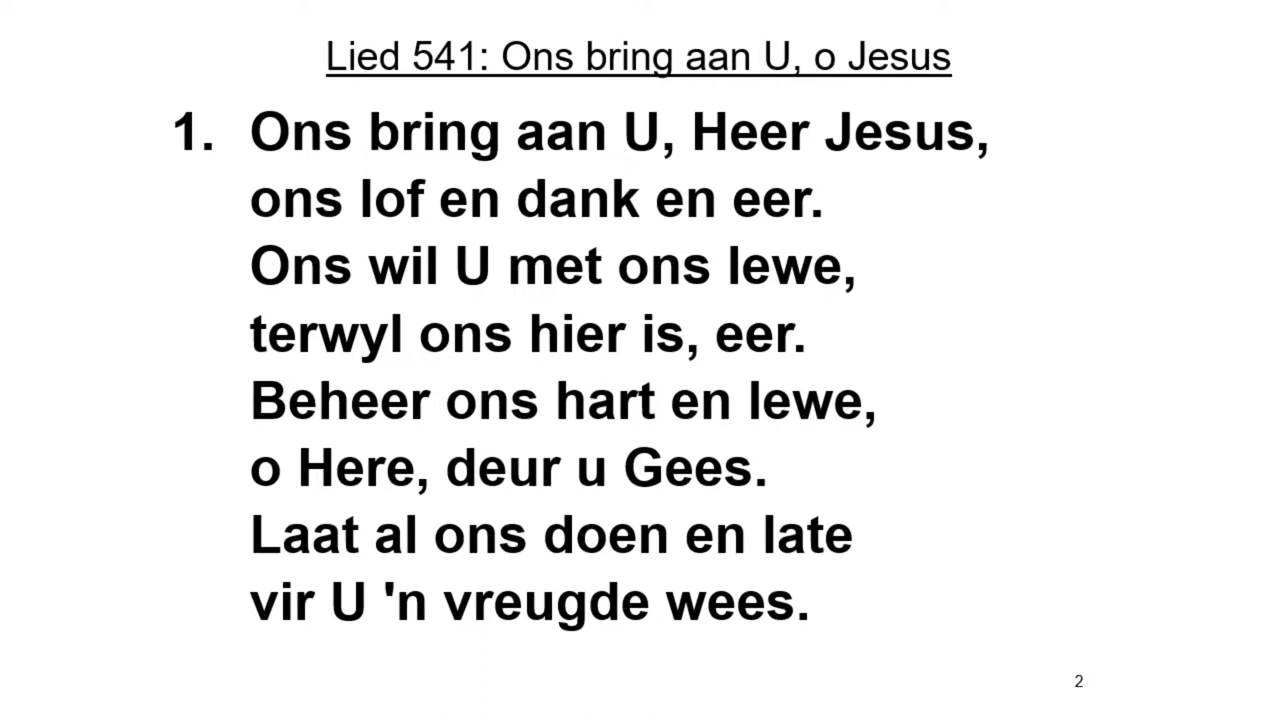 Lied 541: Ons bring aan U, o Jesus
1. Ons bring aan U, Heer Jesus,
ons lof en dank en eer.
Ons wil U met ons lewe,
terwyl ons hier is, eer.
Beheer ons hart en lewe,
o Here, deur u Gees.
Laat al ons doen en late
vir U 'n vreugde wees.
2